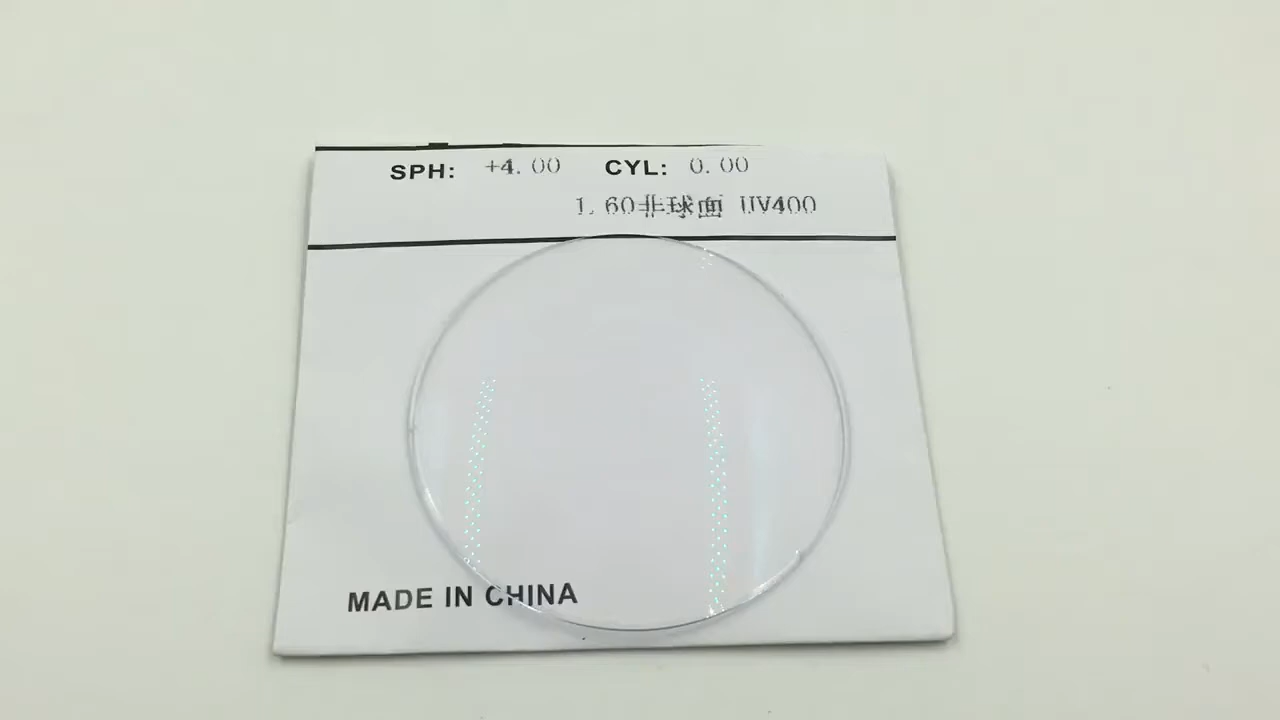 SPH: +4.00 CYL: 0.00
1.60非球面 UV400
MADE IN CHINA